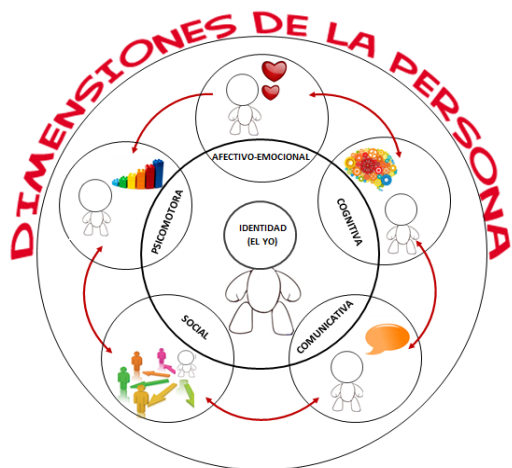 DIMENSIONES DE LA PERSONA
AFECTIVO-EMOCIONAL
PSICOMOTORA
COGNITIVA
IDENTIDAD
(EL YO)
SOCIAL
COMUNICATIVA